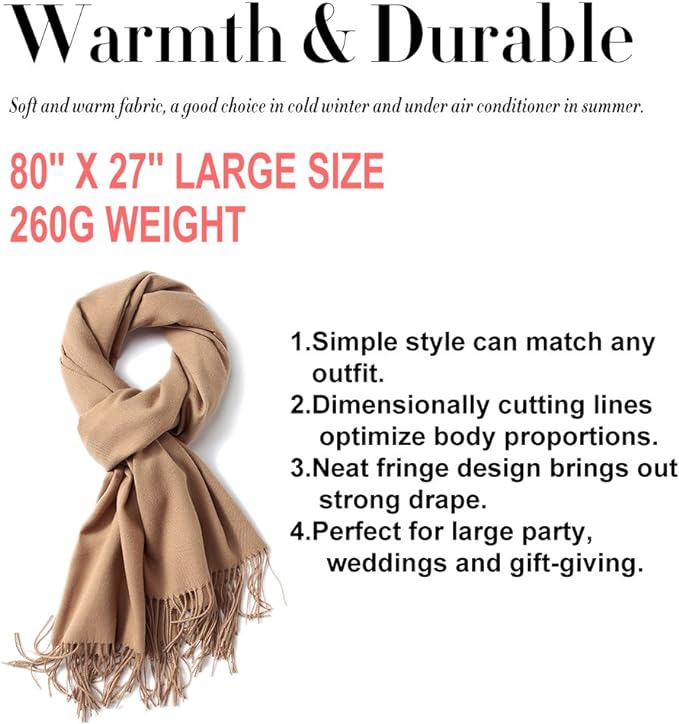 Warmth & Durable
Soft and warm fabric, a good choice in cold winter and under air conditioner in summer.
80" X 27" LARGE SIZE
260G WEIGHT
1.Simple style can match any
outfit.
2.Dimensionally cutting lines
optimize body proportions.
3.Neat fringe design brings out
strong drape.
4.Perfect for large party,
weddings and gift-giving.